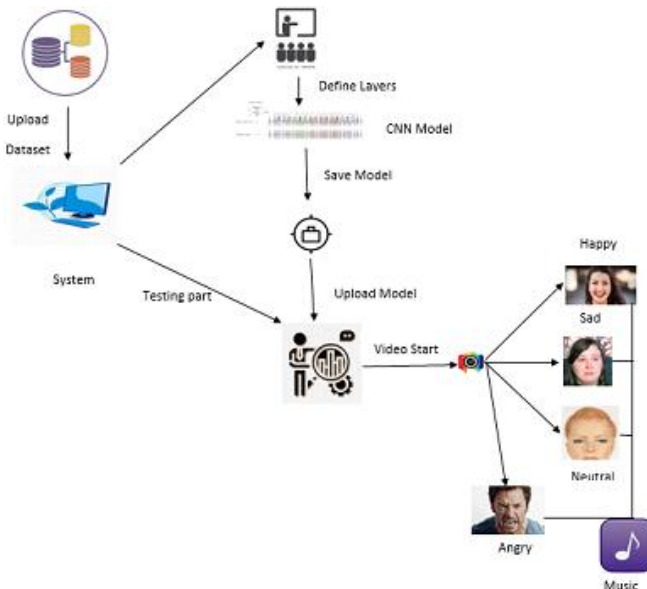 Upload
Dataset
System
Define Layers
CNN Model
Save Model
Upload Model
Testing part
Video Start
Happy
Sad
Neutral
Angry
Music